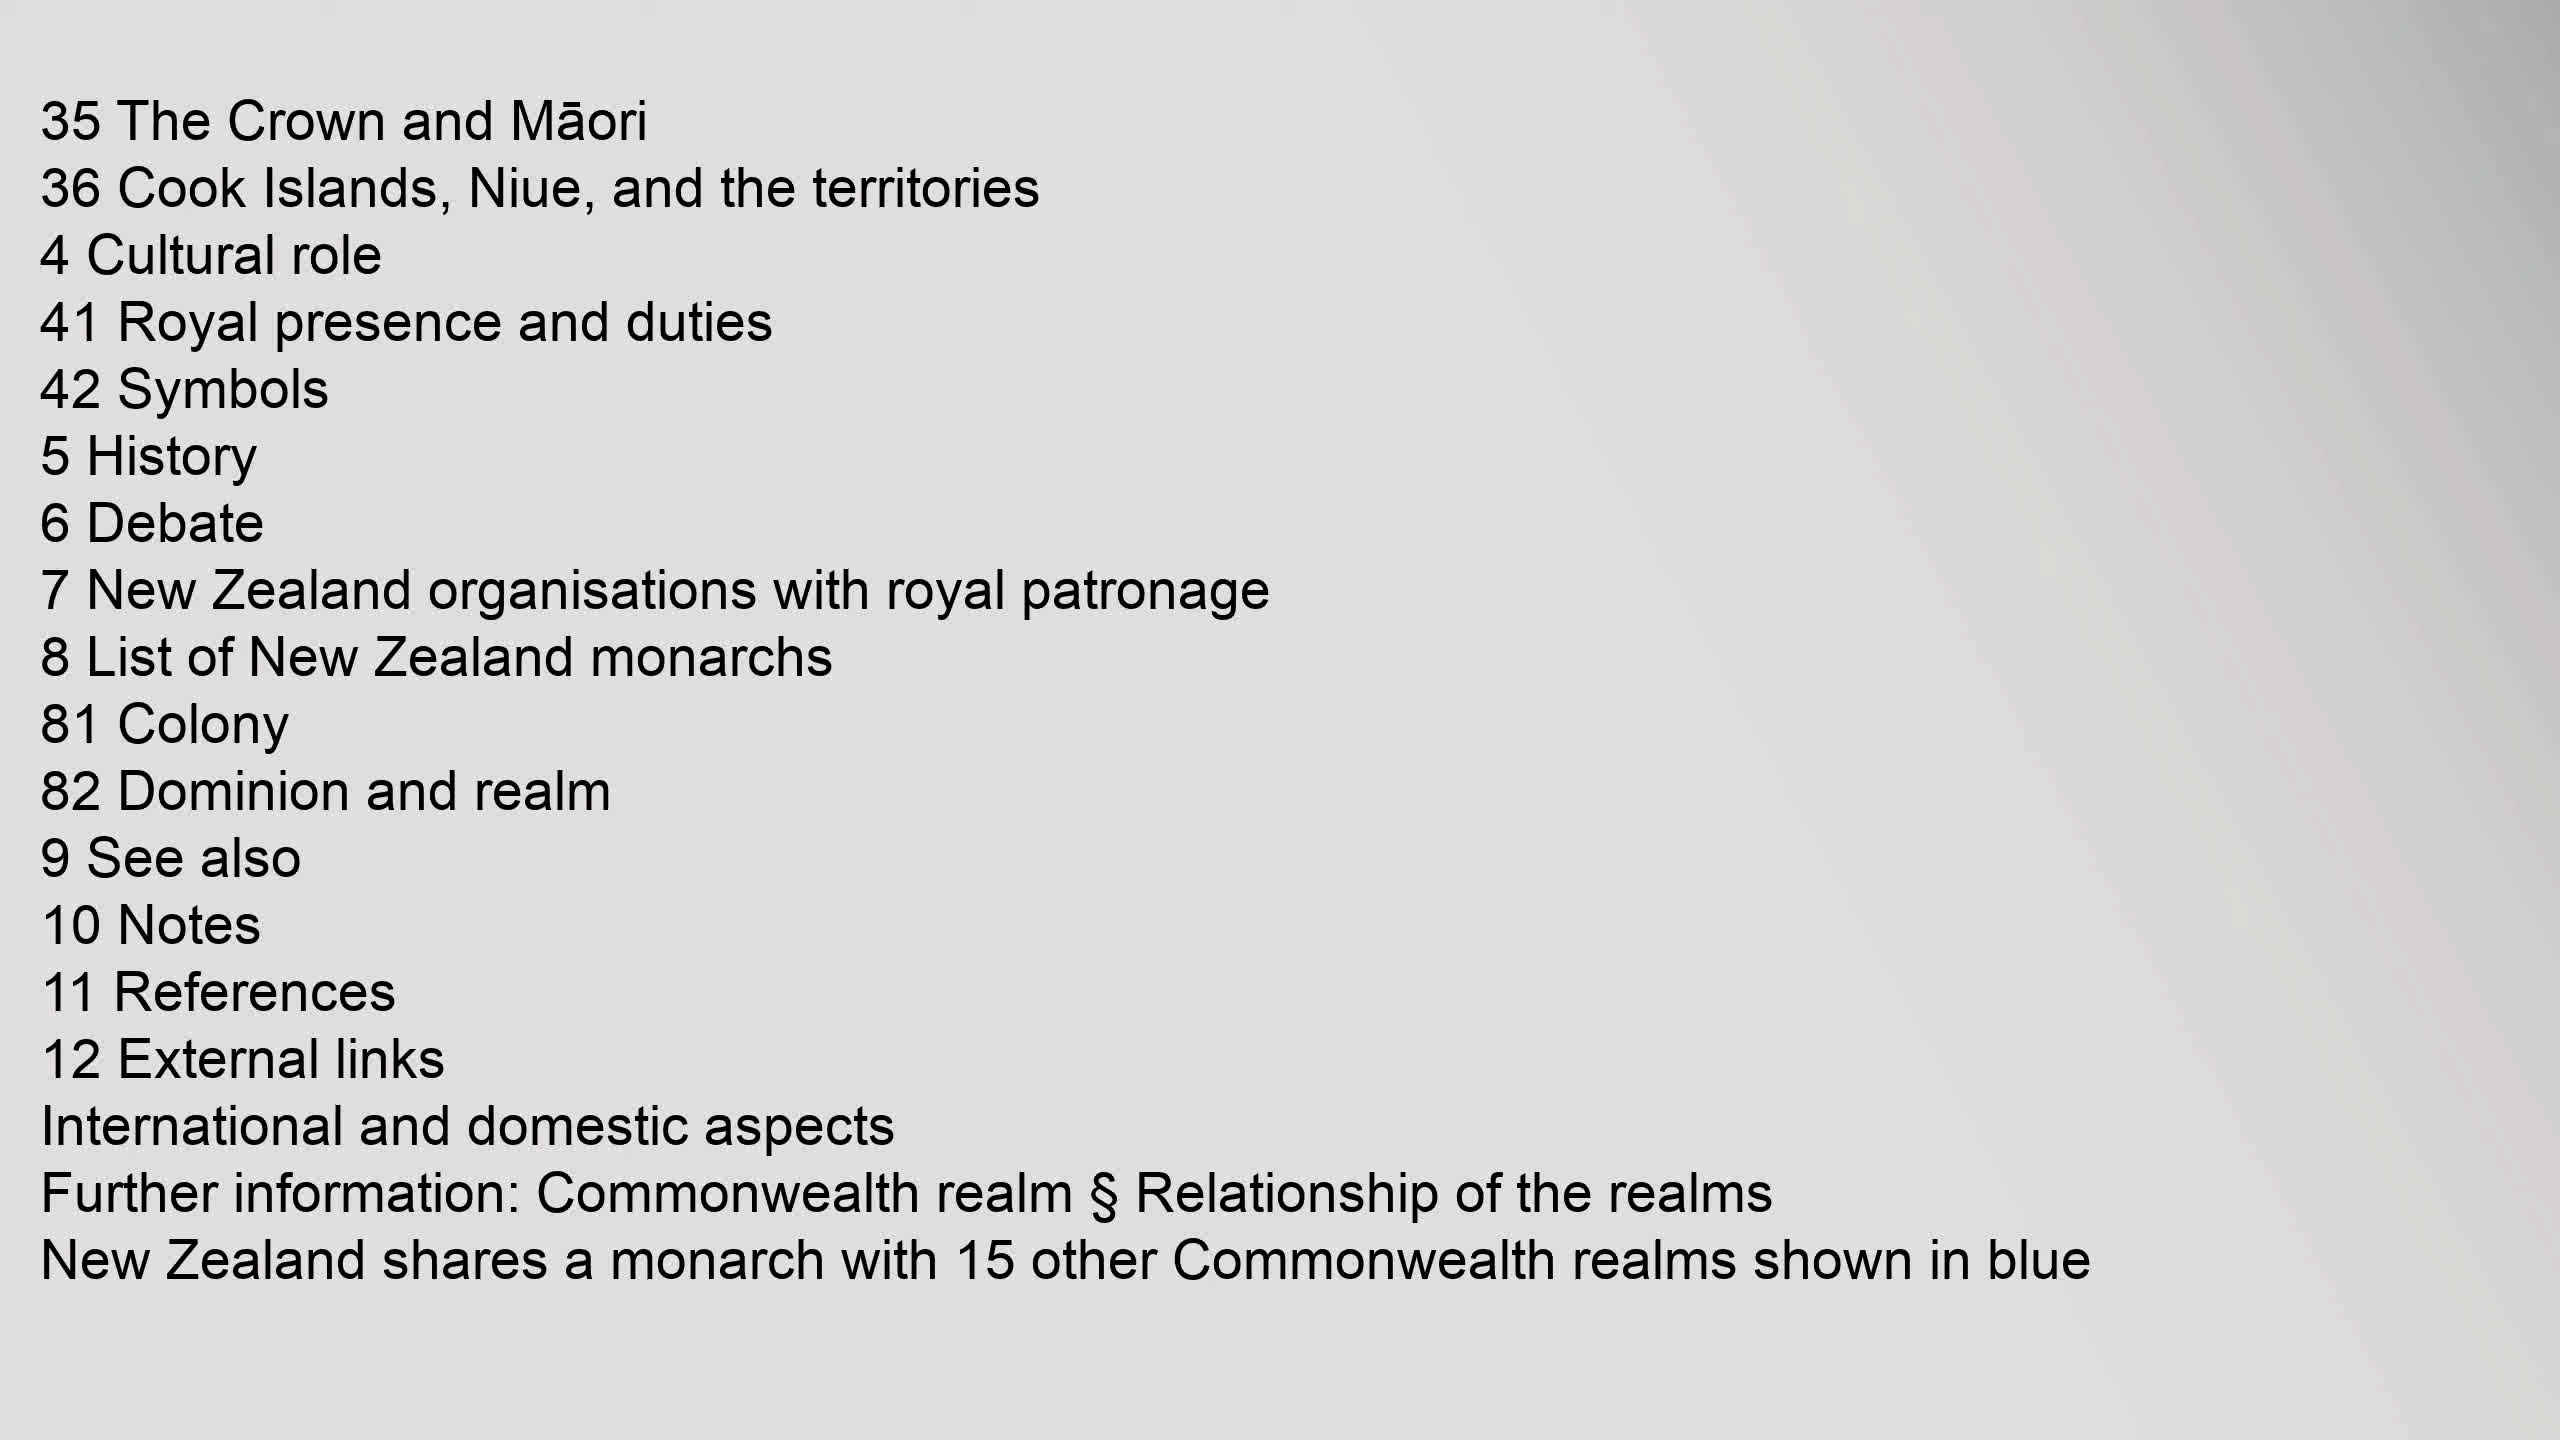 35 The Crown and Māori
36 Cook Islands, Niue, and the territories
4 Cultural role
41 Royal presence and duties
42 Symbols
5 History
6 Debate
7 New Zealand organisations with royal patronage
8 List of New Zealand monarchs
81 Colony
82 Dominion and realm
9 See also
10 Notes
11 References
12 External links
International and domestic aspects
Further information: Commonwealth realm § Relationship of the realms
New Zealand shares a monarch with 15 other Commonwealth realms shown in blue